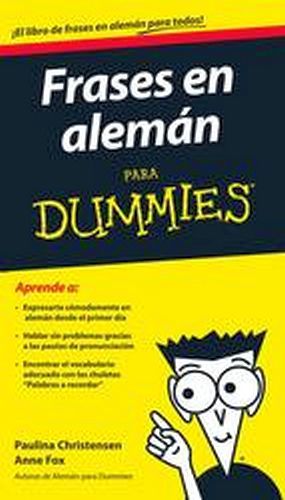 ¡El libro de frases en alemán para todos!
Frases en
alemán
PARA
DUMMIES
Aprende a:
• Expresarte cómodamente en
alemán desde el primer día
• Hablar sin problemas gracias
a las pautas de pronunciación
• Encontrar el vocabulario
adecuado con las chuletas
"Palabras a recordar"
Paulina Christensen
Anne Fox
Autoras de Alemán para Dummies